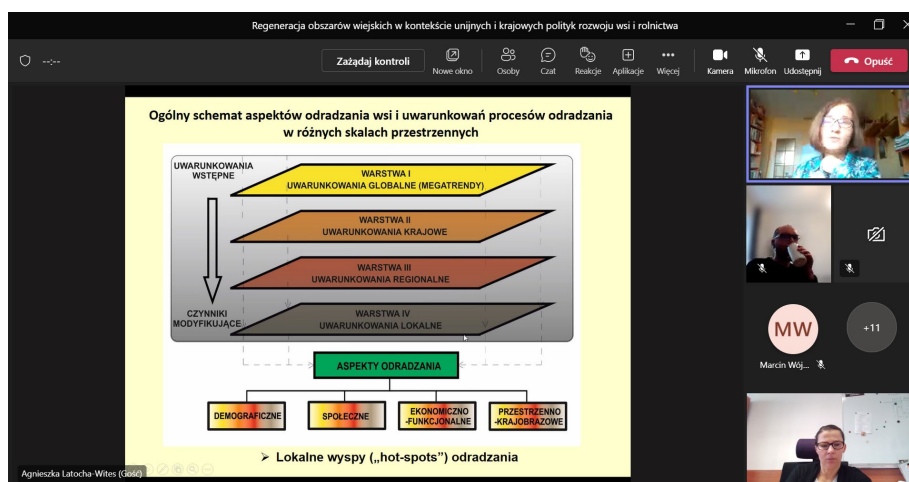 Regeneracja obszarów wiejskich w kontekście unijnych i krajowych polityk rozwoju wsi i rolnictwa
--:--
Zażądaj kontroli
Nowe okno
Osoby
Czat
Reakcje
Aplikacje
Więcej
Kamera
Mikrofon
Udostępnij
Opuść
Ogólny schemat aspektów odradzania wsi i uwarunkowań procesów odradzania
w różnych skalach przestrzennych
UWARUNKOWANIA
WSTĘPNE
WARSTWA I
UWARUNKOWANIA GLOBALNE (MEGATRENDY)
WARSTWA II
UWARUNKOWANIA KRAJOWE
WARSTWA III
UWARUNKOWANIA REGIONALNE
CZYNNIKI
MODYFIKUJĄCE
WARSTWA IV
UWARUNKOWANIA LOKALNE
ASPEKTY ODRADZANIA
DEMOGRAFICZNE
SPOŁECZNE
EKONOMICZNO
-FUNKCJONALNE
PRZESTRZENNO
-KRAJOBRAZOWE
➢ Lokalne wyspy („hot-spots”) odradzania
Agnieszka Latocha-Wites (Gość)
MW
+11
Marcin Wój...